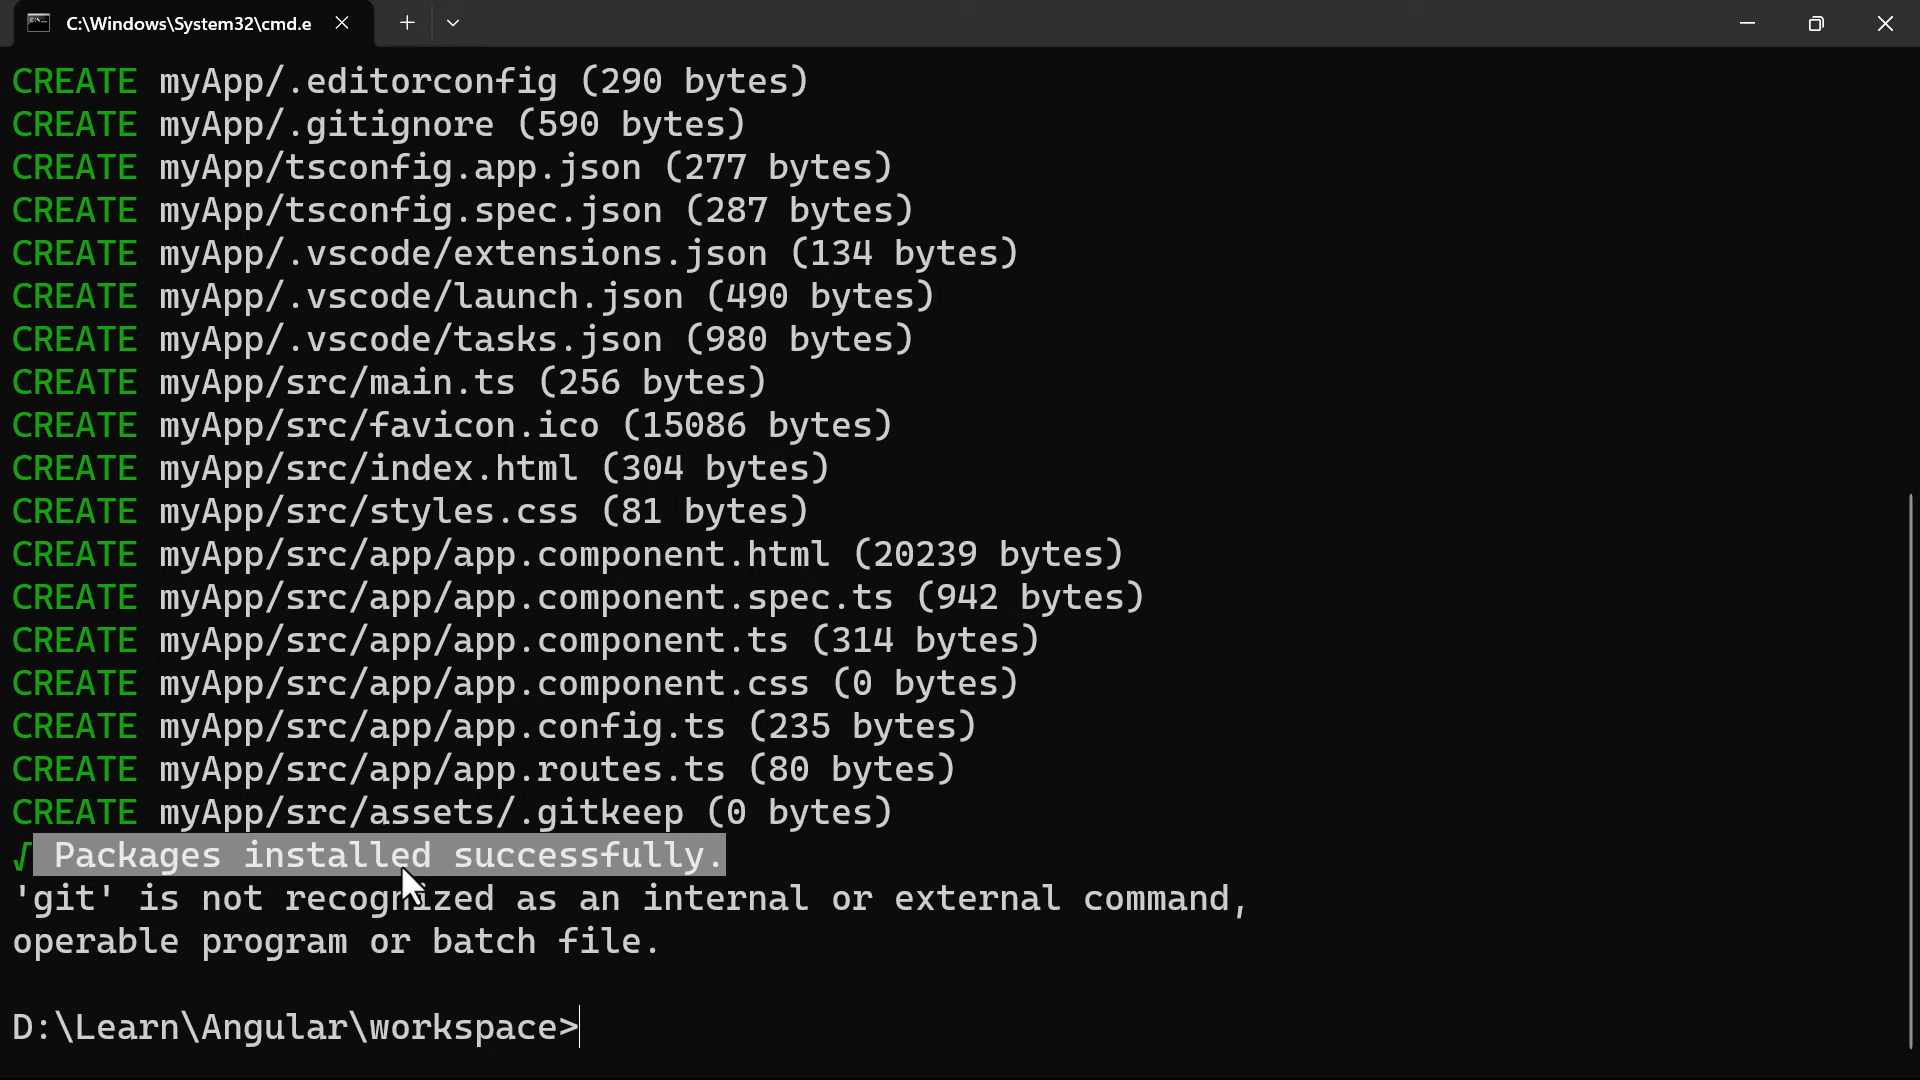 C:\Windows\System32\cmd.e
CREATE myApp/.editorconfig (290 bytes)
CREATE myApp/.gitignore (590 bytes)
CREATE myApp/tsconfig.app.json (277 bytes)
CREATE myApp/tsconfig.spec.json (287 bytes)
CREATE myApp/.vscode/extensions.json (134 bytes)
CREATE myApp/.vscode/launch.json (490 bytes)
CREATE myApp/.vscode/tasks.json (980 bytes)
CREATE myApp/src/main.ts (256 bytes)
CREATE myApp/src/favicon.ico (15086 bytes)
CREATE myApp/src/index.html (304 bytes)
CREATE myApp/src/styles.css (81 bytes)
CREATE myApp/src/app/app.component.html (20239 bytes)
CREATE myApp/src/app/app.component.spec.ts (942 bytes)
CREATE myApp/src/app/app.component.ts (314 bytes)
CREATE myApp/src/app/app.component.css (0 bytes)
CREATE myApp/src/app/app.config.ts (235 bytes)
CREATE myApp/src/app/app.routes.ts (80 bytes)
CREATE myApp/src/assets/.gitkeep (0 bytes)
√ Packages installed successfully.
'git' is not recognized as an internal or external command,
operable program or batch file.
D:\Learn\Angular\workspace>